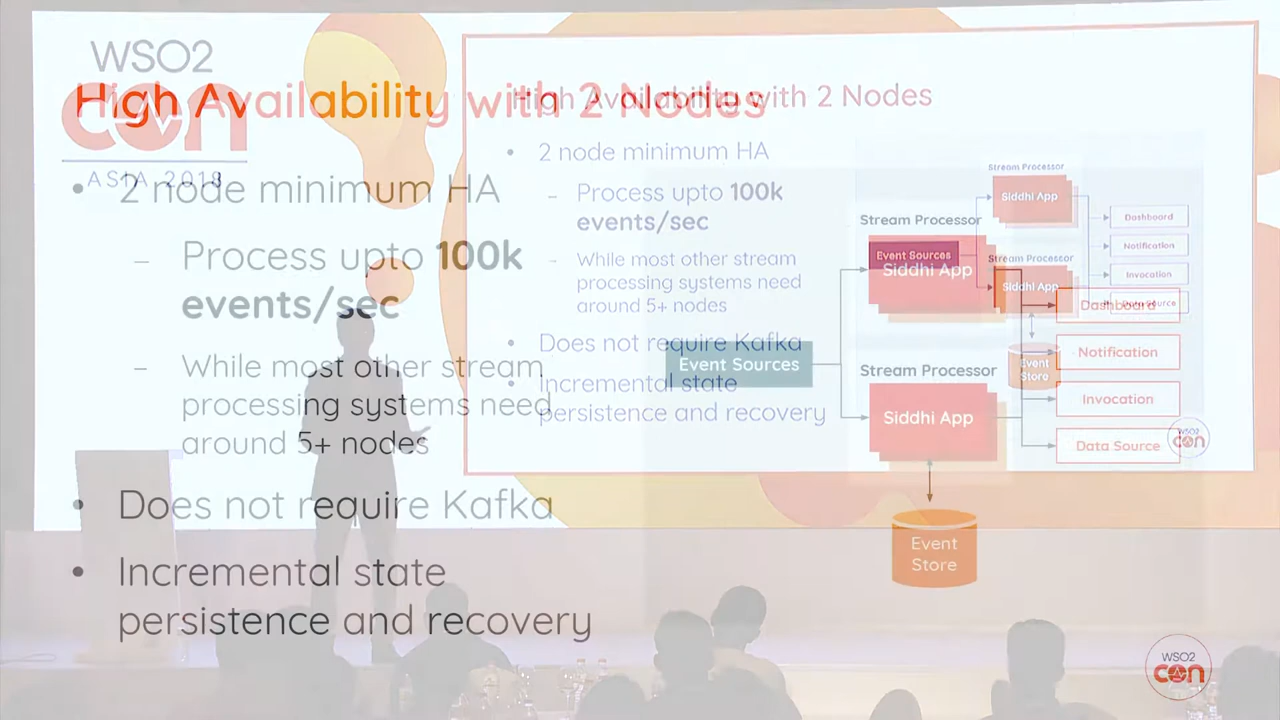 WSO2
CON
ASIA 2018
High Availability with 2 Nodes
• 2 node minimum HA
– Process upto 100k
events/sec
– While most other stream
processing systems need
around 5+ nodes
• Does not require Kafka
• Incremental state
persistence and recovery
Event Sources
Stream Processor
Siddhi App
Stream Processor
Siddhi App
Event
Store
Dashboard
Notification
Invocation
Data Source
WSO2
CON
High Availability with 2 Nodes
• 2 node minimum HA
– Process upto 100k
events/sec
– While most other stream
processing systems need
around 5+ nodes
• Does not require Kafka
• Incremental state
persistence and recovery
Event Sources
Stream Processor
Siddhi App
Stream Processor
Siddhi App
Event
Store
Dashboard
Notification
Invocation
Data Source
WSO2
CON